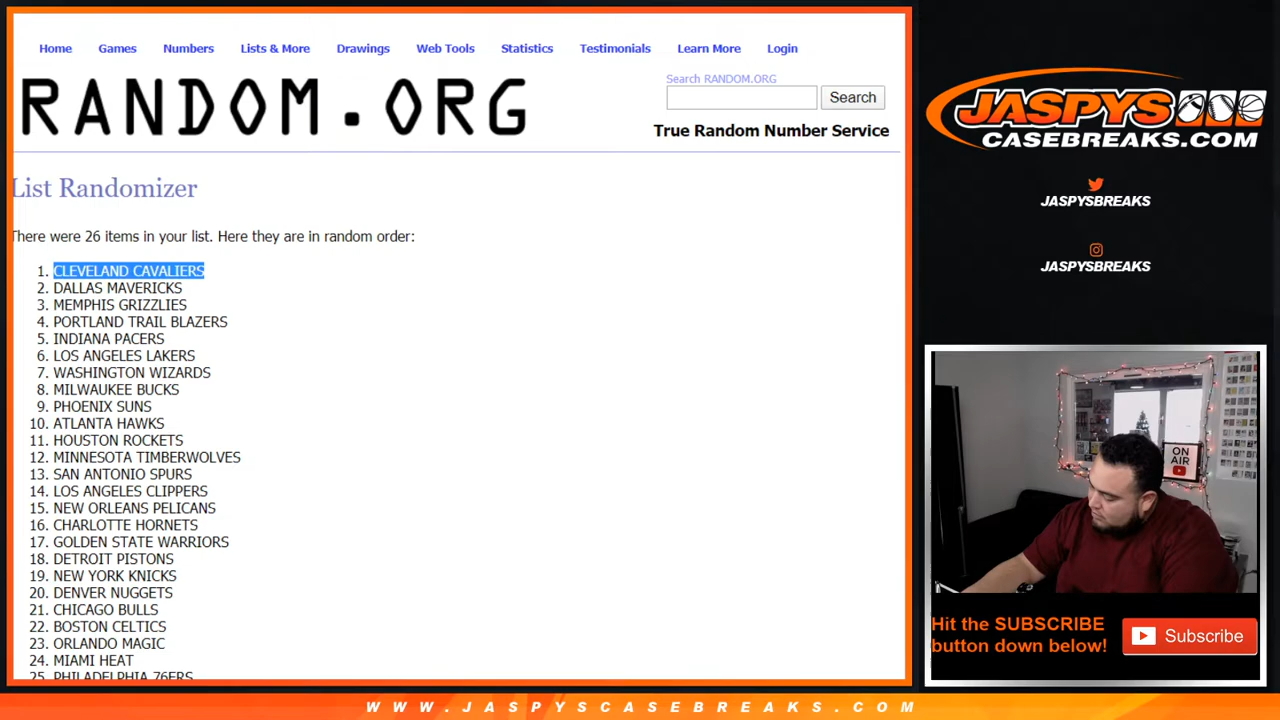 Home Games Numbers Lists & More Drawings Web Tools Statistics Testimonials Learn More Login
RANDOM.ORG
Search RANDOM.ORG
Search
True Random Number Service
List Randomizer
There were 26 items in your list. Here they are in random order:
1. CLEVELAND CAVALIERS
2. DALLAS MAVERICKS
3. MEMPHIS GRIZZLIES
4. PORTLAND TRAIL BLAZERS
5. INDIANA PACERS
6. LOS ANGELES LAKERS
7. WASHINGTON WIZARDS
8. MILWAUKEE BUCKS
9. PHOENIX SUNS
10. ATLANTA HAWKS
11. HOUSTON ROCKETS
12. MINNESOTA TIMBERWOLVES
13. SAN ANTONIO SPURS
14. LOS ANGELES CLIPPERS
15. NEW ORLEANS PELICANS
16. CHARLOTTE HORNETS
17. GOLDEN STATE WARRIORS
18. DETROIT PISTONS
19. NEW YORK KNICKS
20. DENVER NUGGETS
21. CHICAGO BULLS
22. BOSTON CELTICS
23. ORLANDO MAGIC
24. MIAMI HEAT
25. PHILADELPHIA 76ERS
JASPYS
CASEBREAKS.COM
JASPYSBREAKS
JASPYSBREAKS
ON
AIR
Hit the SUBSCRIBE
button down below!
Subscribe
WWW.JASPYSCASEBREAKS.COM